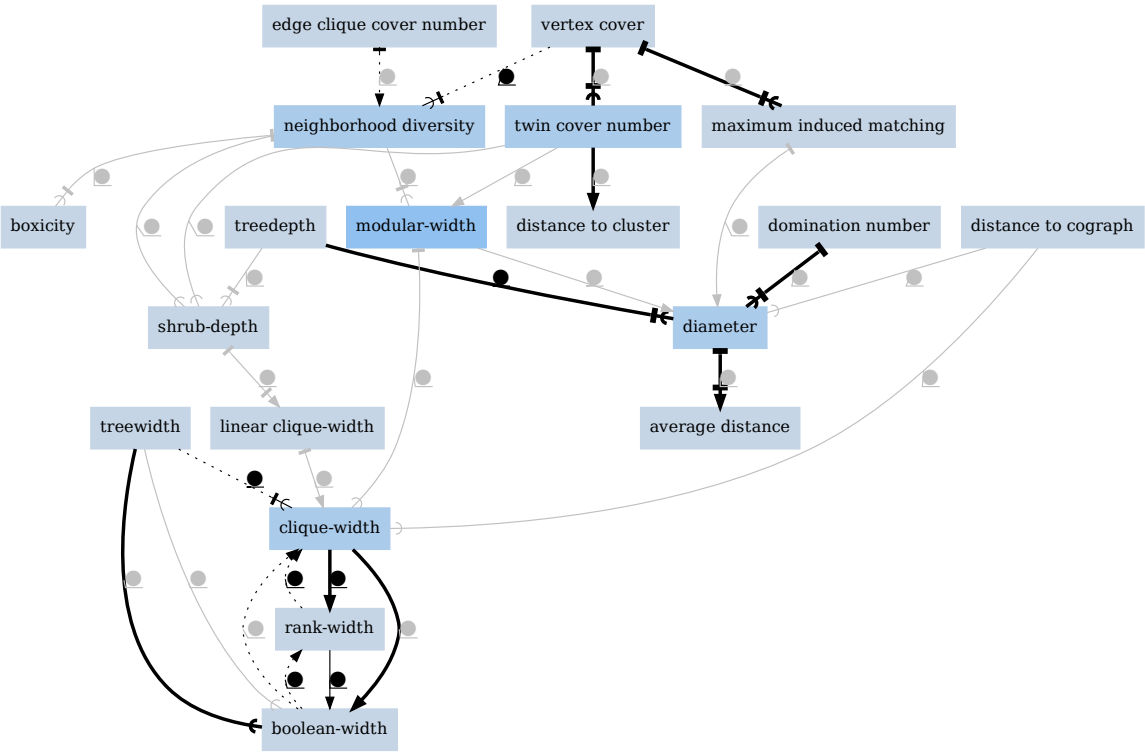 edge clique cover number
vertex cover
neighborhood diversity
twin cover number
maximum induced matching
boxicity
treedepth
modular-width
distance to cluster
domination number
distance to cograph
shrub-depth
diameter
treewidth
linear clique-width
average distance
clique-width
rank-width
boolean-width